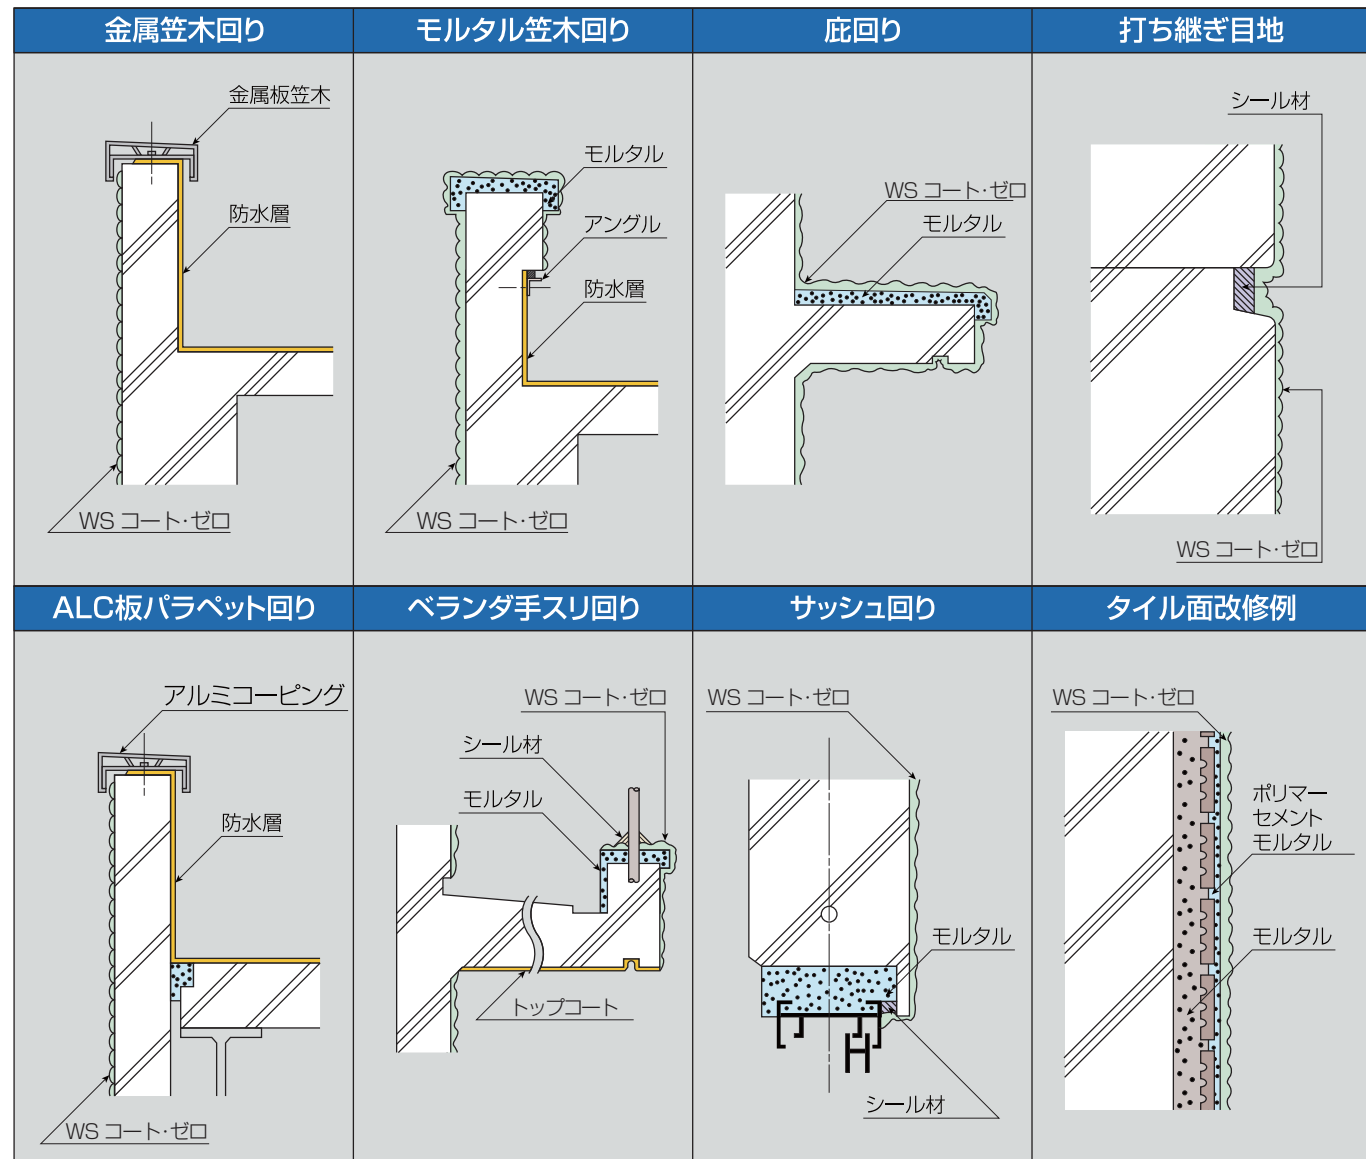 金属笠木回り
金属板笠木
防水層
WS コート・ゼロ
モルタル笠木回り
モルタル
アングル
防水層
WS コート・ゼロ
庇回り
WS コート・ゼロ
モルタル
打ち継ぎ目地
シール材
WS コート・ゼロ
ALC板パラペット回り
アルミコーピング
防水層
WS コート・ゼロ
ベランダ手スリ回り
WS コート・ゼロ
シール材
モルタル
トップコート
サッシュ回り
WS コート・ゼロ
モルタル
シール材
タイル面改修例
WS コート・ゼロ
ポリマー
セメント
モルタル
モルタル